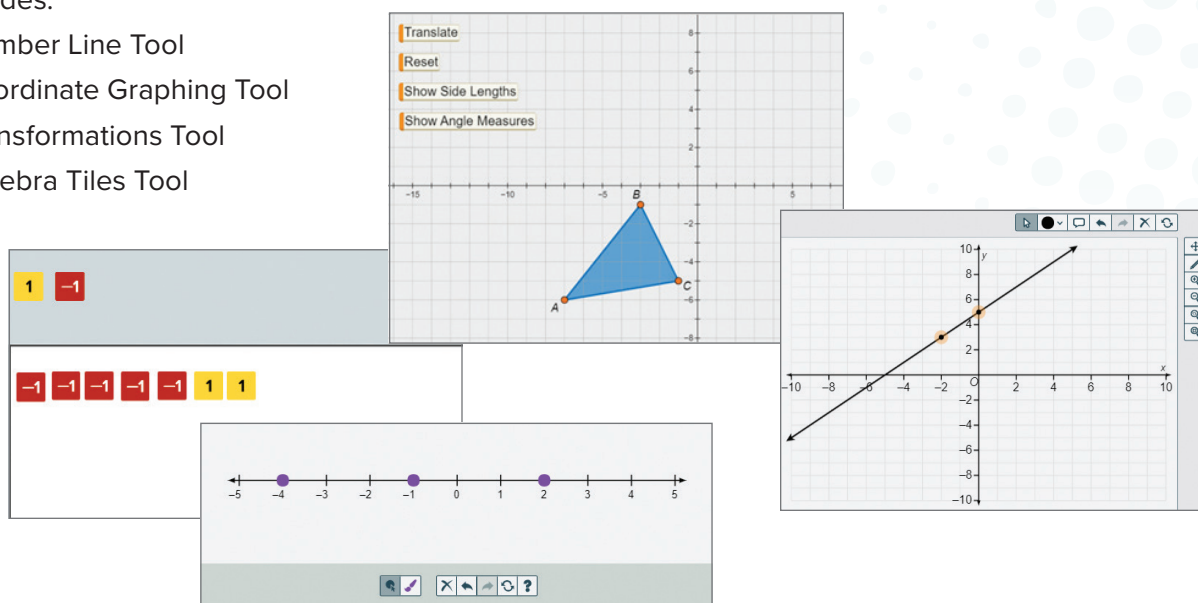 des:
mber Line Tool
ordinate Graphing Tool
nsformations Tool
ebra Tiles Tool
Translate
Reset
Show Side Lengths
Show Angle Measures
8
6
4
2
−15 −10 −5 5
−2
−4
−6
−8
B
C
A
1 −1
−1 −1 −1 −1 −1 1 1
−5 −4 −3 −2 −1 0 1 2 3 4 5
?
10
y
8
6
4
2
x
O
−10 −8 −6 −4 −2 2 4 6 8 10
−2
−4
−6
−8
−10